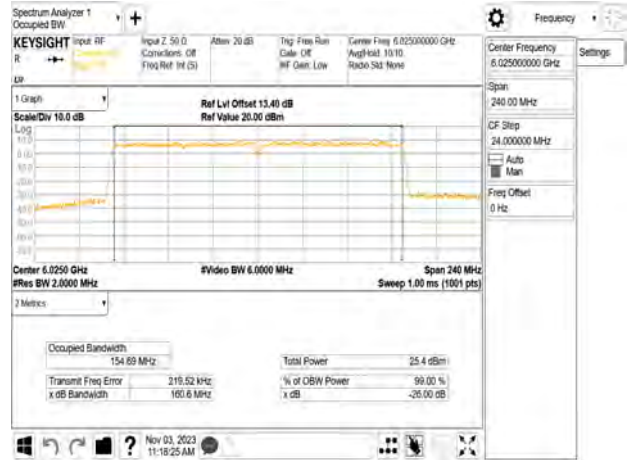 Spectrum Analyzer 1
Occupied BW
Frequency
KEYSIGHT
Input: RF
Input Z: 50 Ω
Atten: 20 dB
Trig: Free Run
Center Freq: 6.025000000 GHz
R
Corrections: Off
Gate: Off
Avg|Hold: 10/10
Freq Ref: Int (S)
#IF Gain: Low
Radio Std: None
Center Frequency
6.025000000 GHz
Settings
Span
240.00 MHz
CF Step
24.000000 MHz
Auto
Man
Freq Offset
0 Hz
1 Graph
Ref Lvl Offset 13.40 dB
Scale/Div 10.0 dB
Ref Value 20.00 dBm
Log
Center 6.0250 GHz
#Video BW 6.0000 MHz
Span 240 MHz
#Res BW 2.0000 MHz
Sweep 1.00 ms (1001 pts)
2 Metrics
Occupied Bandwidth
154.69 MHz
Total Power
25.4 dBm
Transmit Freq Error
219.52 kHz
% of OBW Power
99.00 %
x dB Bandwidth
160.6 MHz
x dB
-26.00 dB
?
Nov 03, 2023
11:18:25 AM